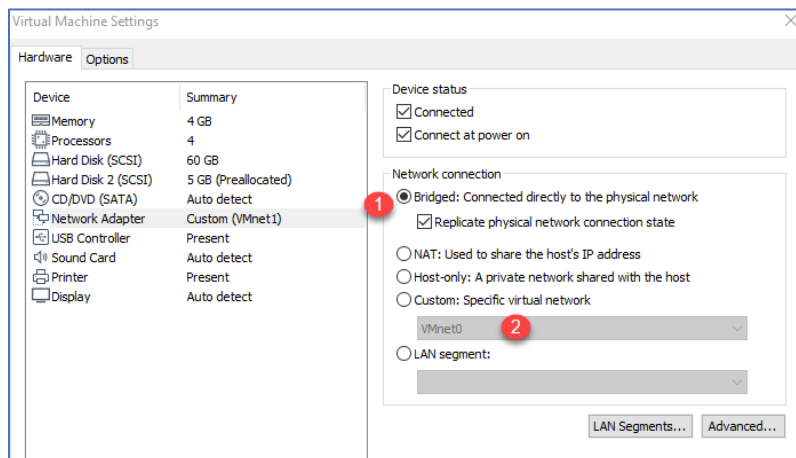 Virtual Machine Settings
Hardware Options
Device Summary
Memory 4 GB
Processors 4
Hard Disk (SCSI) 60 GB
Hard Disk 2 (SCSI) 5 GB (Preallocated)
CD/DVD (SATA) Auto detect
Network Adapter Custom (VMnet1)
USB Controller Present
Sound Card Auto detect
Printer Present
Display Auto detect
Device status
Connected
Connect at power on
Network connection
1 Bridged: Connected directly to the physical network
Replicate physical network connection state
NAT: Used to share the host's IP address
Host-only: A private network shared with the host
Custom: Specific virtual network
VMnet0 2
LAN segment:
LAN Segments... Advanced...